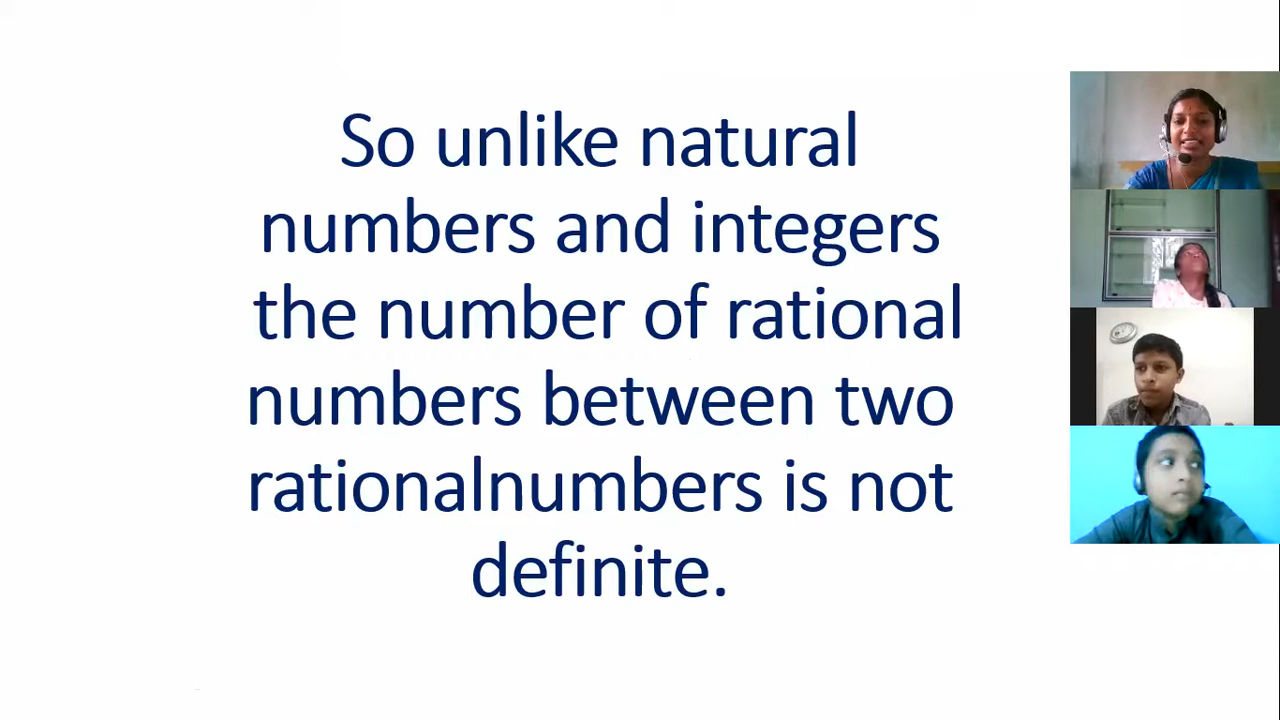 So unlike natural
numbers and integers
the number of rational
numbers between two
rationalnumbers is not
definite.